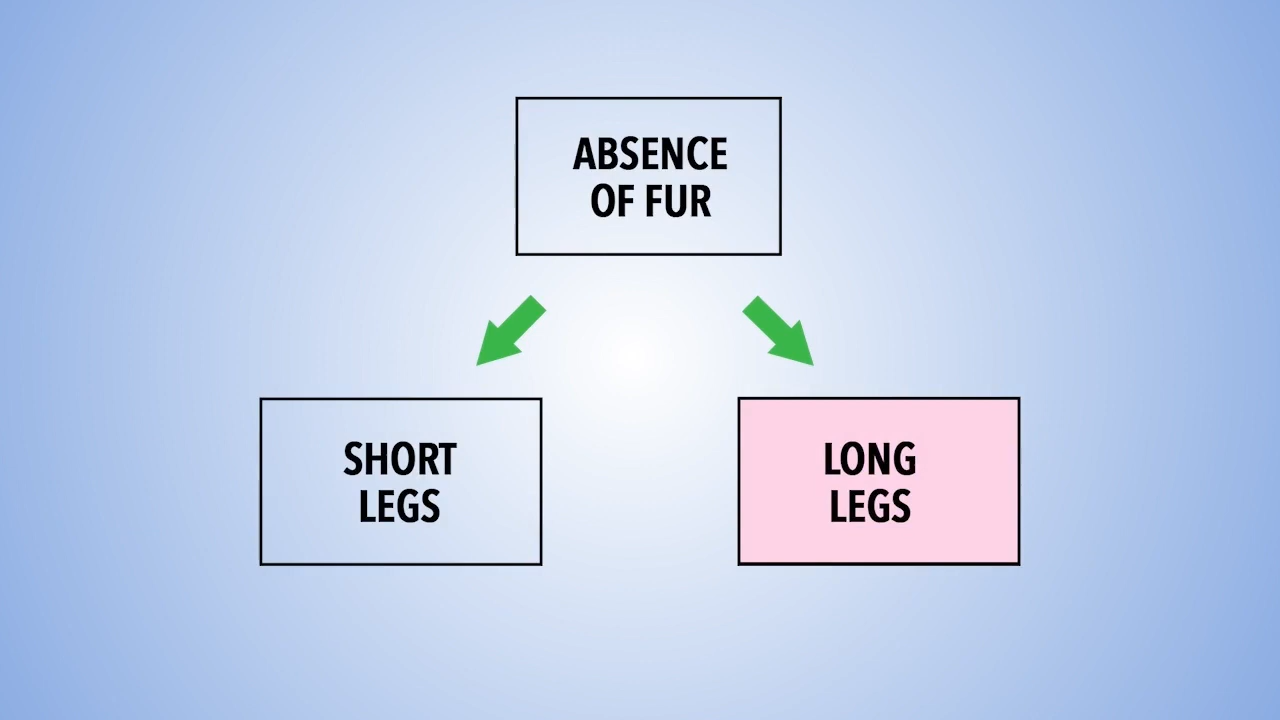 ABSENCE
OF FUR
SHORT
LEGS
LONG
LEGS